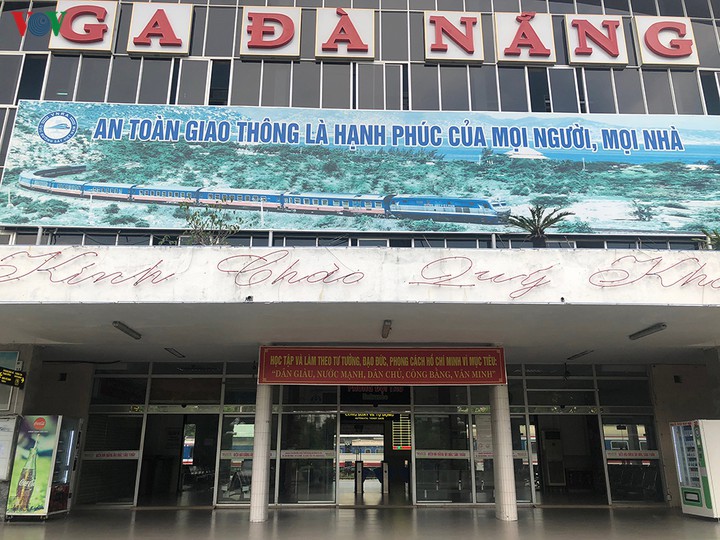 VOV
GA ĐÀ NẴNG
AN TOÀN GIAO THÔNG LÀ HẠNH PHÚC CỦA MỌI NGƯỜI, MỌI NHÀ
Kính Chào Quý Kh
HỌC TẬP VÀ LÀM THEO TƯ TƯỞNG, ĐẠO ĐỨC, PHONG CÁCH HỒ CHÍ MINH VÌ MỤC TIÊU:
"DÂN GIÀU, NƯỚC MẠNH, DÂN CHỦ, CÔNG BẰNG, VĂN MINH"
Coca-Cola